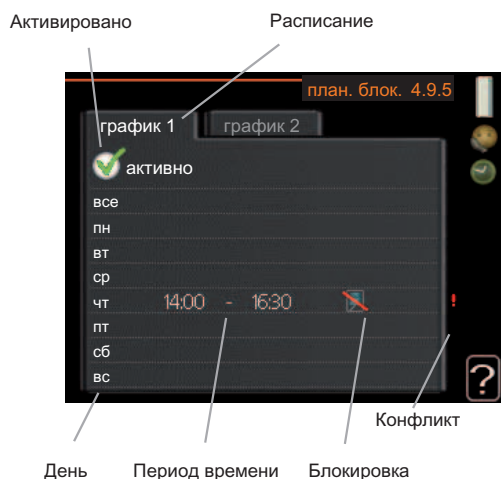 Активировано
Расписание
план. блок. 4.9.5
график 1
график 2
активно
все
пн
вт
ср
чт 14:00 - 16:30 !
пт
сб
вс
?
Конфликт
День
Период времени
Блокировка